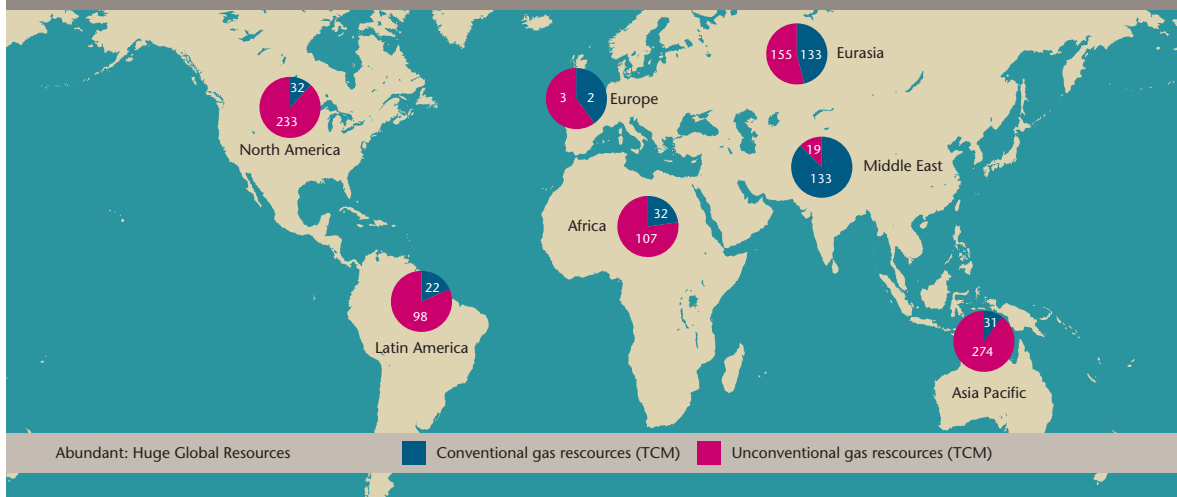 155 133
Eurasia
32
233
North America
3 2
Europe
19
133
Middle East
32
107
Africa
22
98
Latin America
31
274
Asia Pacific
Abundant: Huge Global Resources
Conventional gas rescources (TCM)
Unconventional gas rescources (TCM)